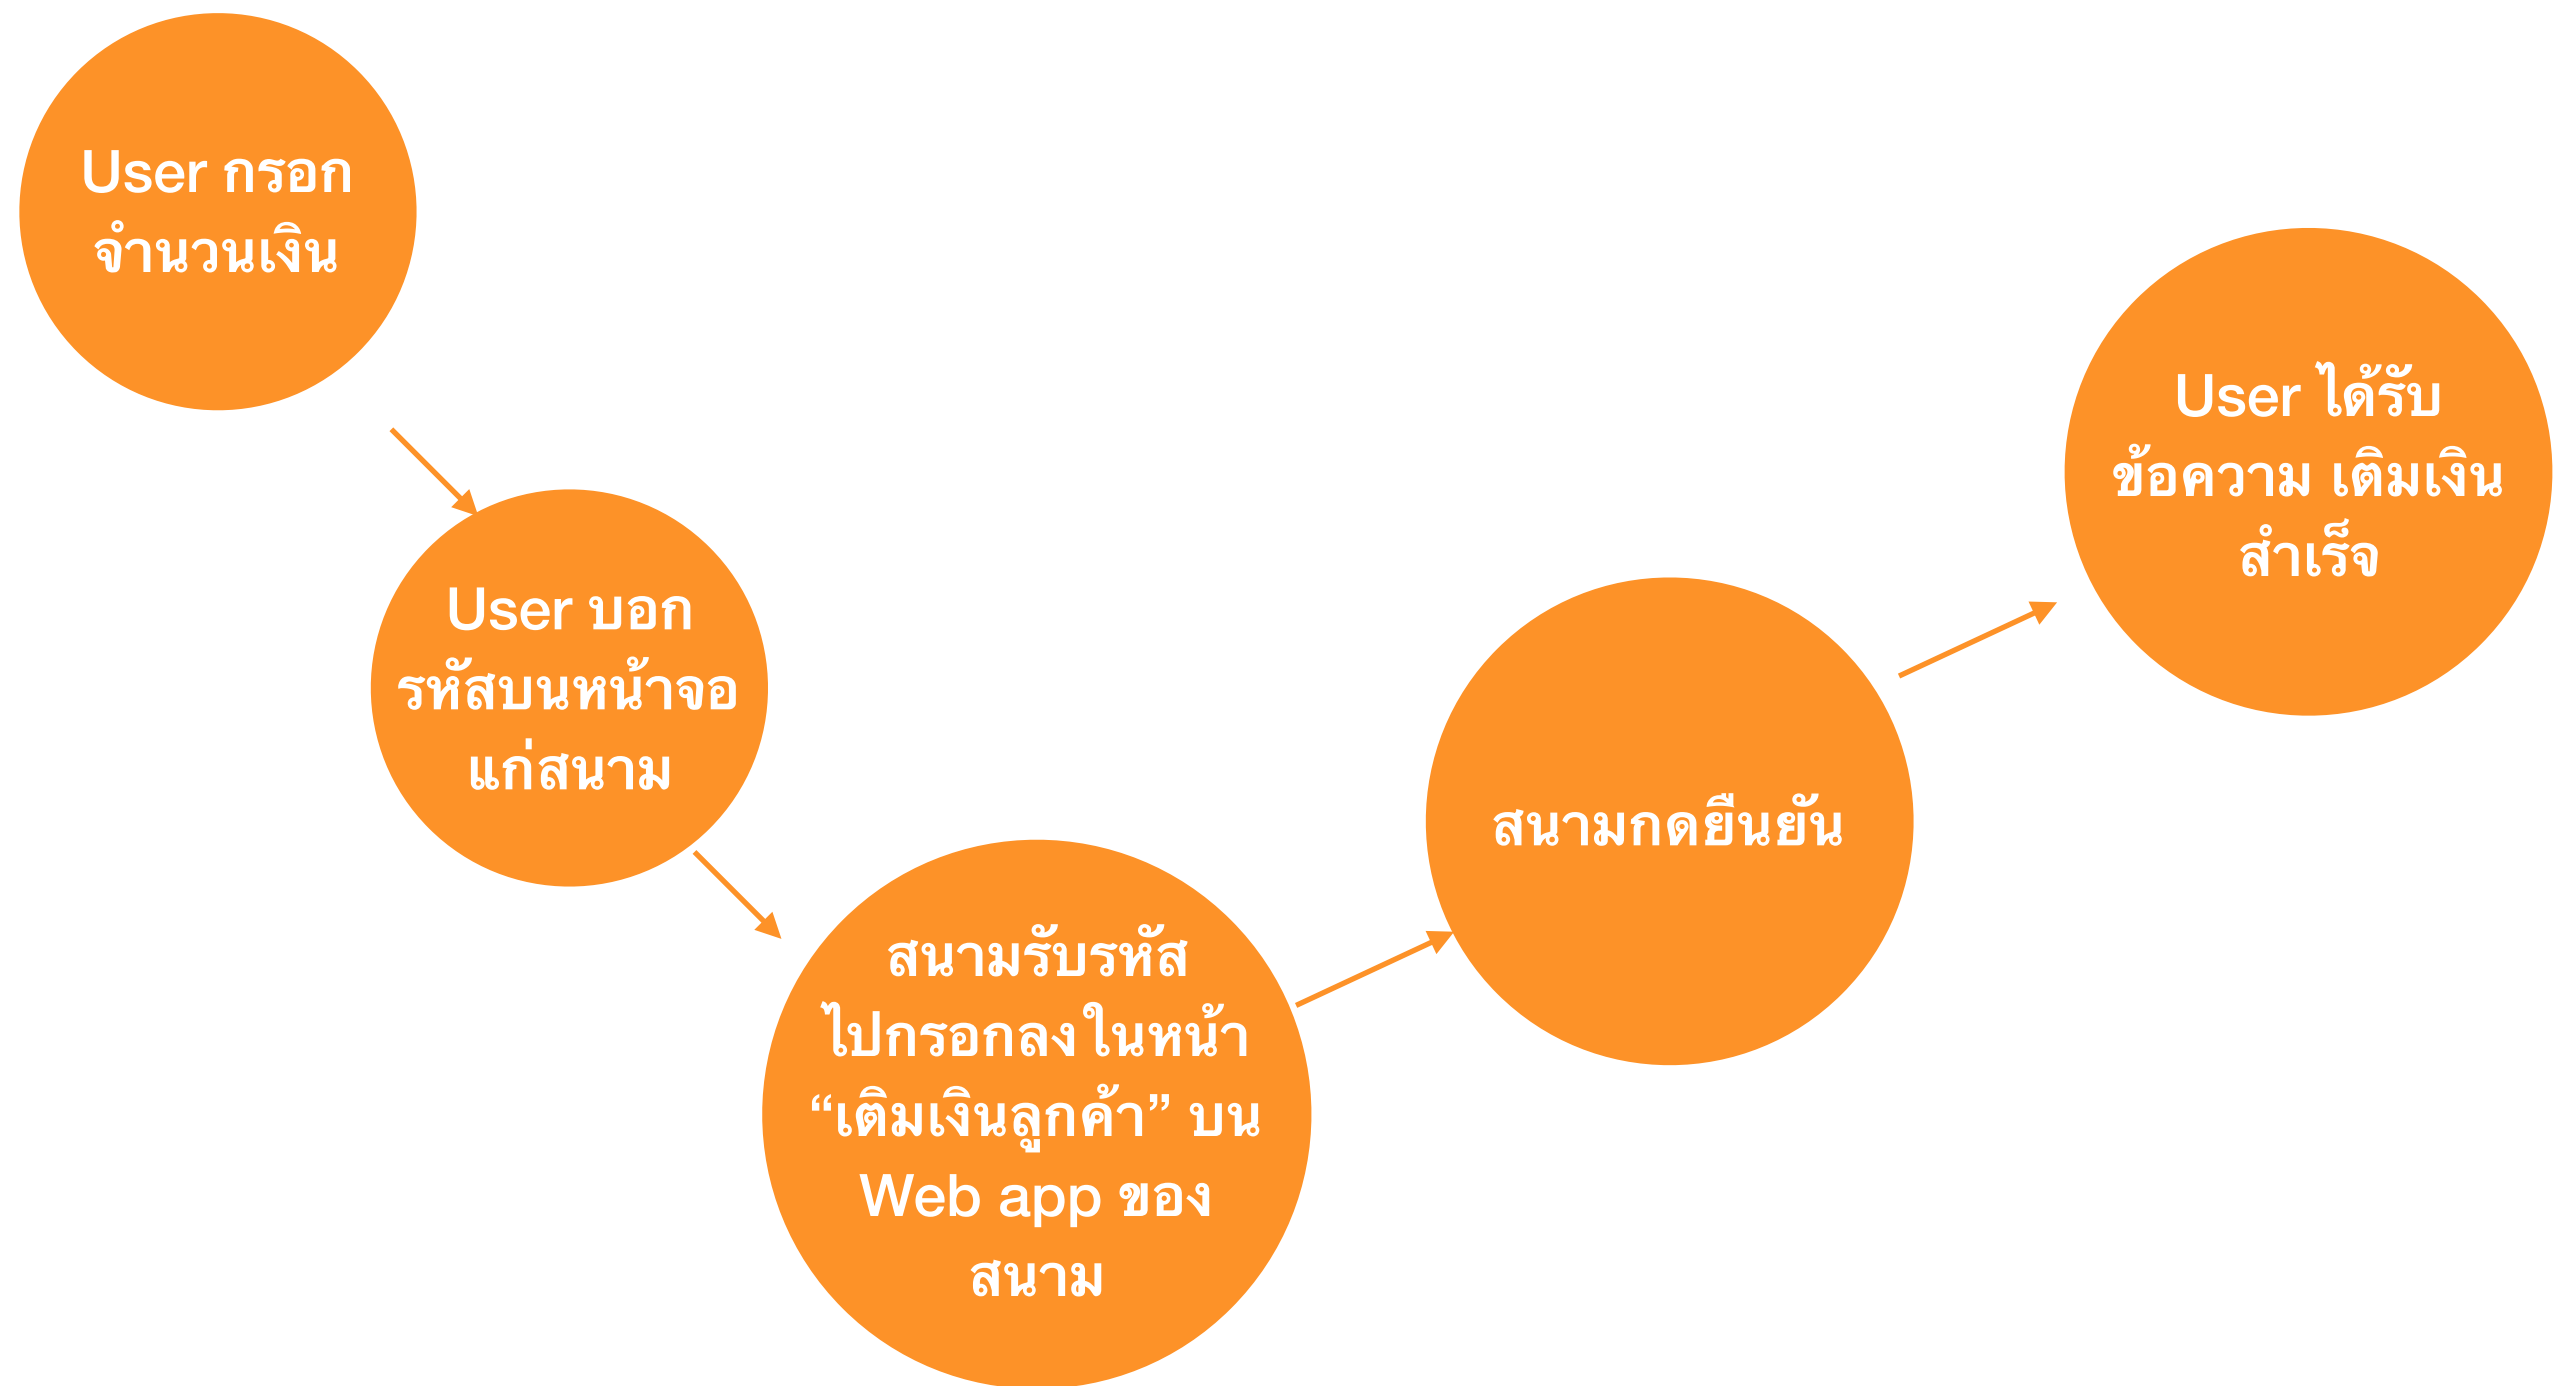 User กรอก
จำนวนเงิน
User บอก
รหัสบนหน้าจอ
แก่สนาม
สนามรับรหัส
ไปกรอกลงในหน้า
“เติมเงินลูกค้า” บน
Web app ของ
สนาม
สนามกดยืนยัน
User ได้รับ
ข้อความ เติมเงิน
สำเร็จ